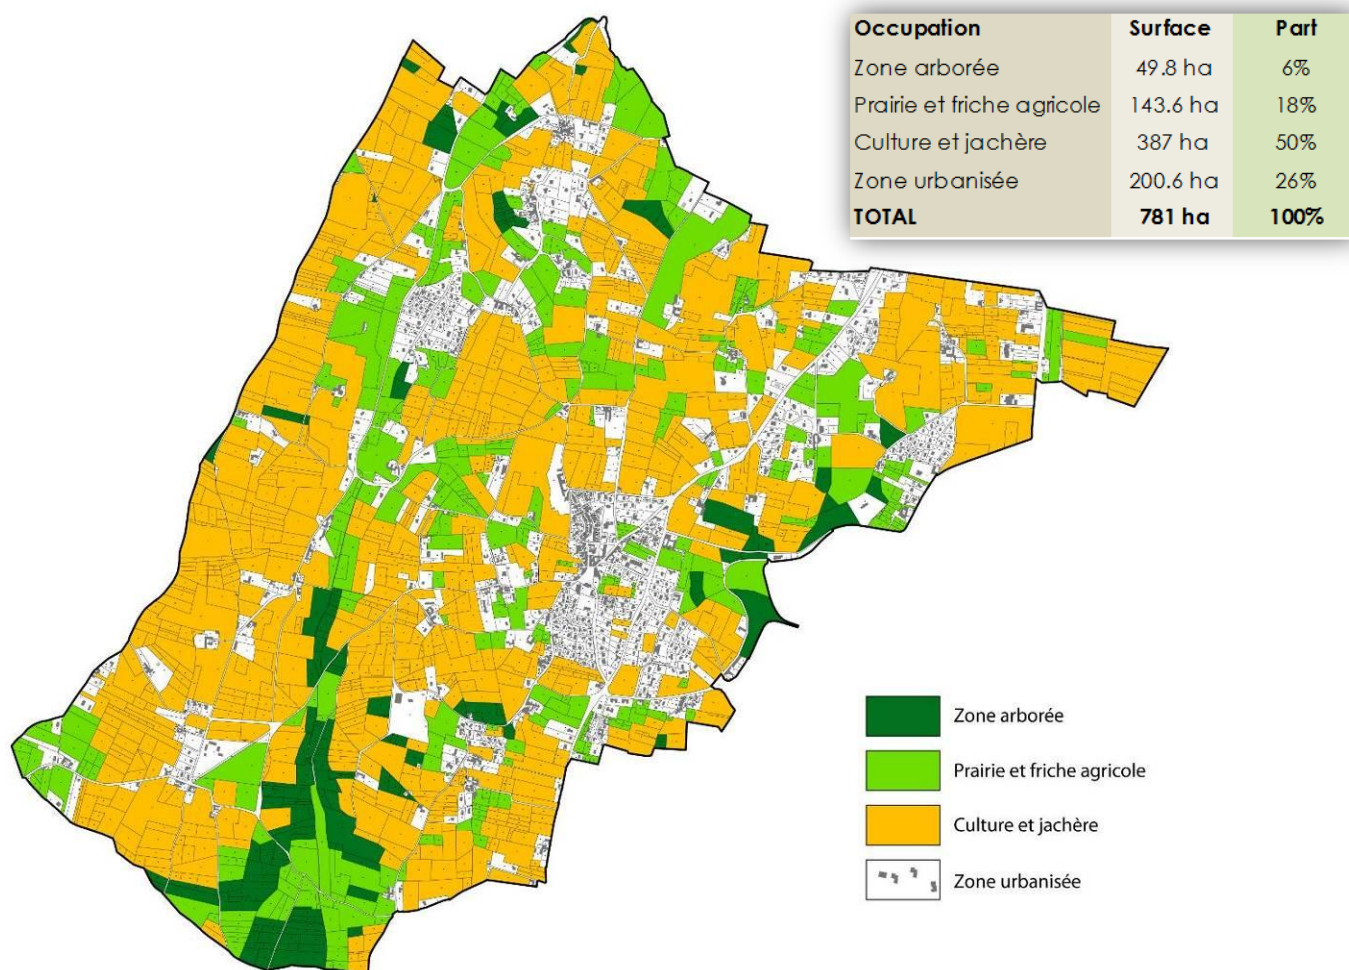 Occupation Surface Part
Zone arborée 49.8 ha 6%
Prairie et friche agricole 143.6 ha 18%
Culture et jachère 387 ha 50%
Zone urbanisée 200.6 ha 26%
TOTAL 781 ha 100%
Zone arborée
Prairie et friche agricole
Culture et jachère
Zone urbanisée